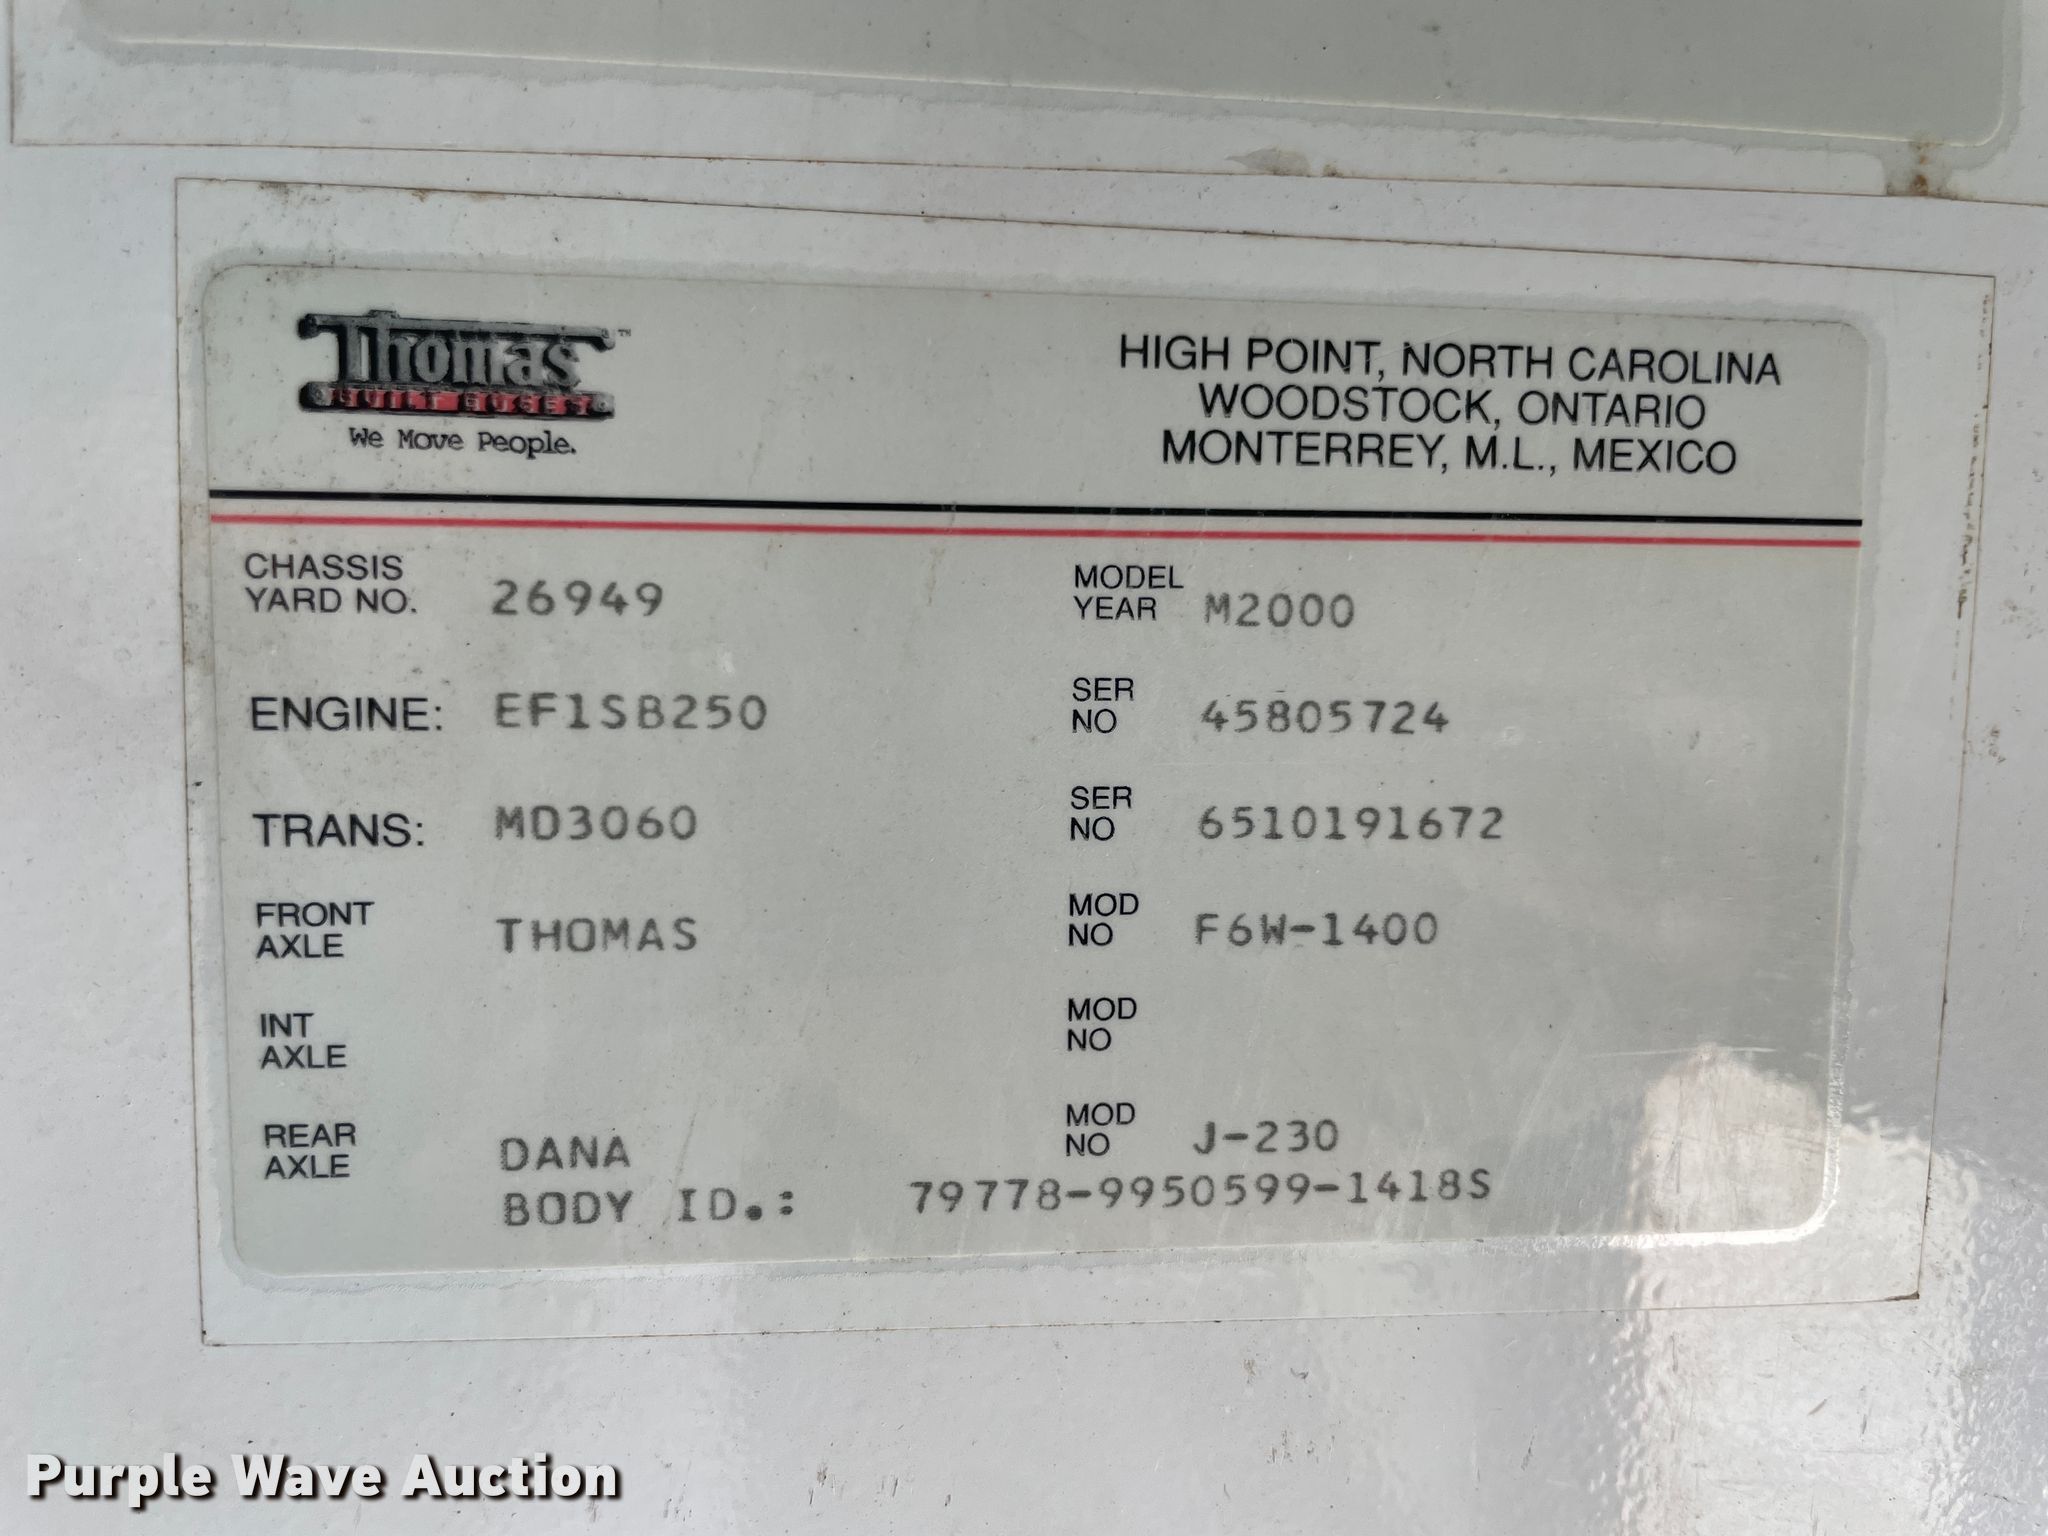 Thomas™
BUILT BUSES
We Move People.
HIGH POINT, NORTH CAROLINA
WOODSTOCK, ONTARIO
MONTERREY, M.L., MEXICO
CHASSIS
YARD NO. 26949
MODEL
YEAR M2000
ENGINE: EF1SB250
SER
NO 45805724
TRANS: MD3060
SER
NO 6510191672
FRONT
AXLE THOMAS
MOD
NO F6W-1400
INT
AXLE
MOD
NO
REAR
AXLE DANA
MOD
NO J-230
BODY ID.: 79778-9950599-1418S
Purple Wave Auction